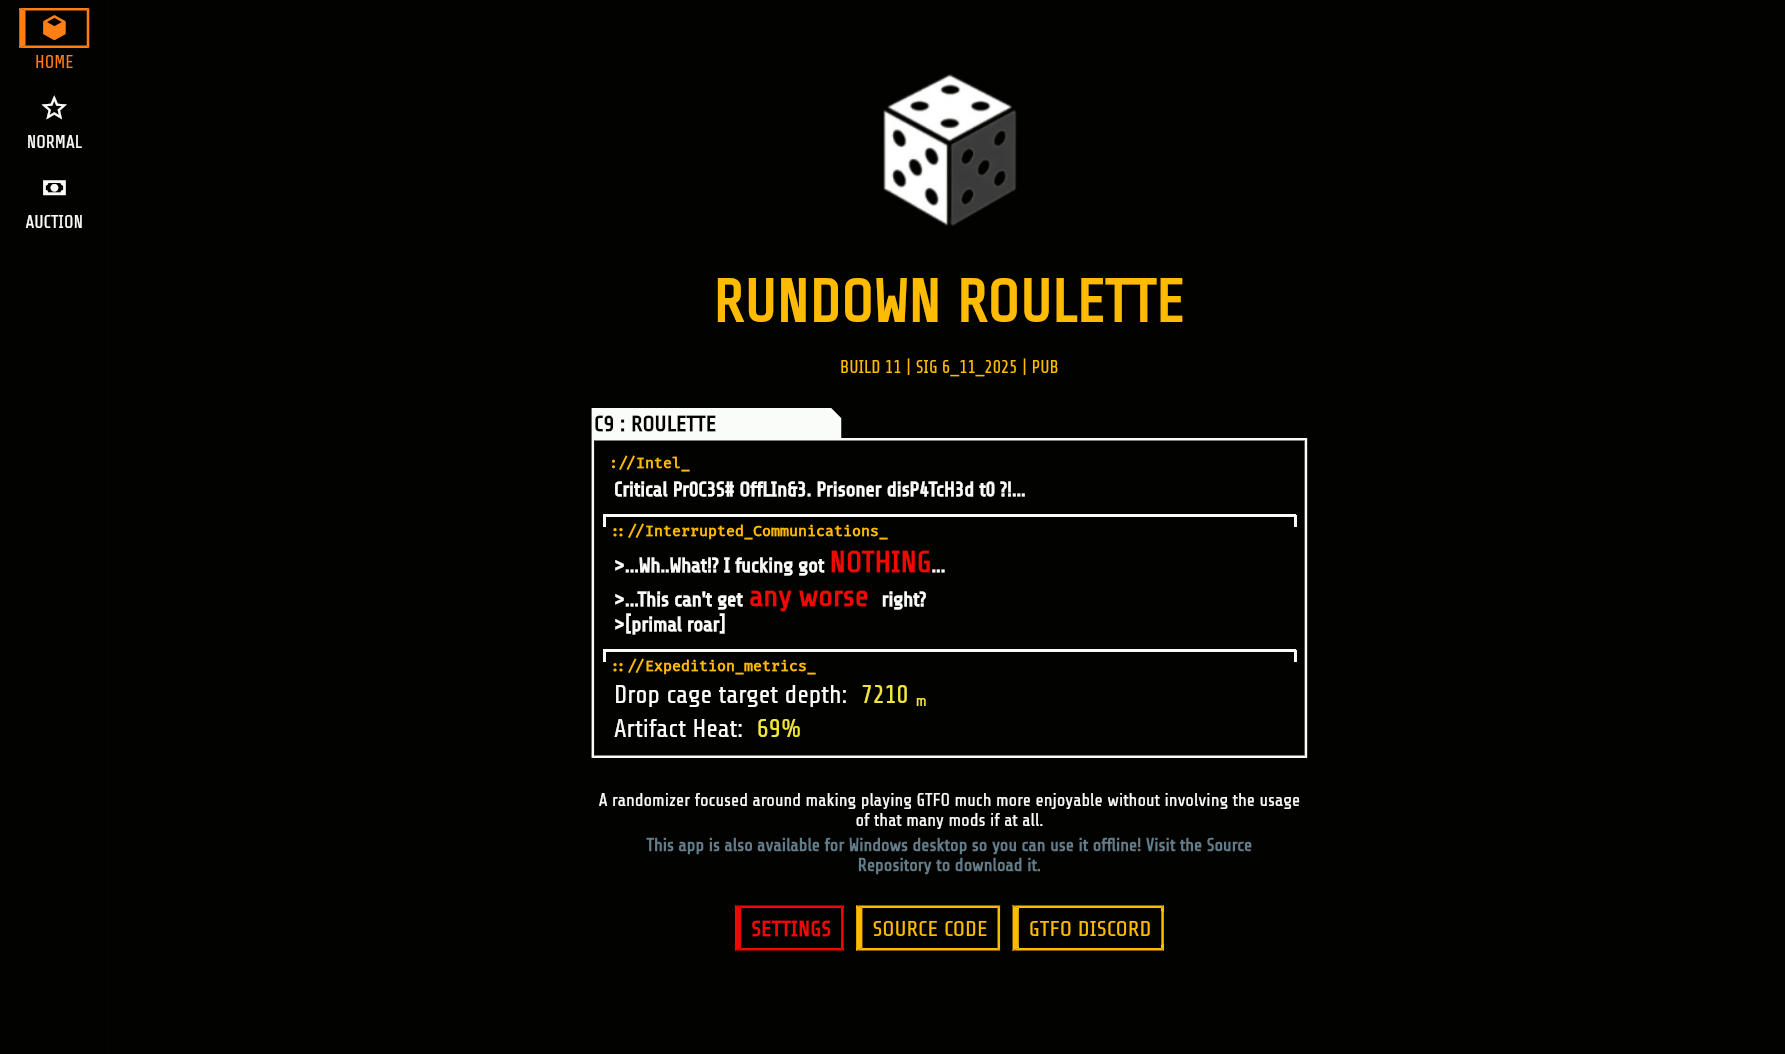 HOME
NORMAL
AUCTION
RUNDOWN ROULETTE
BUILD 11 | SIG 6_11_2025 | PUB
C9 : ROULETTE
://Intel_
Critical Pr0C3S# OffLIn&3. Prisoner disP4TcH3d t0 ?!...
:://Interrupted_Communications_
>...Wh..What!? I fucking got NOTHING...
>...This can't get any worse right?
>[primal roar]
:://Expedition_metrics_
Drop cage target depth: 7210 m
Artifact Heat: 69%
A randomizer focused around making playing GTFO much more enjoyable without involving the usage
of that many mods if at all.
This app is also available for Windows desktop so you can use it offline! Visit the Source
Repository to download it.
SETTINGS
SOURCE CODE
GTFO DISCORD